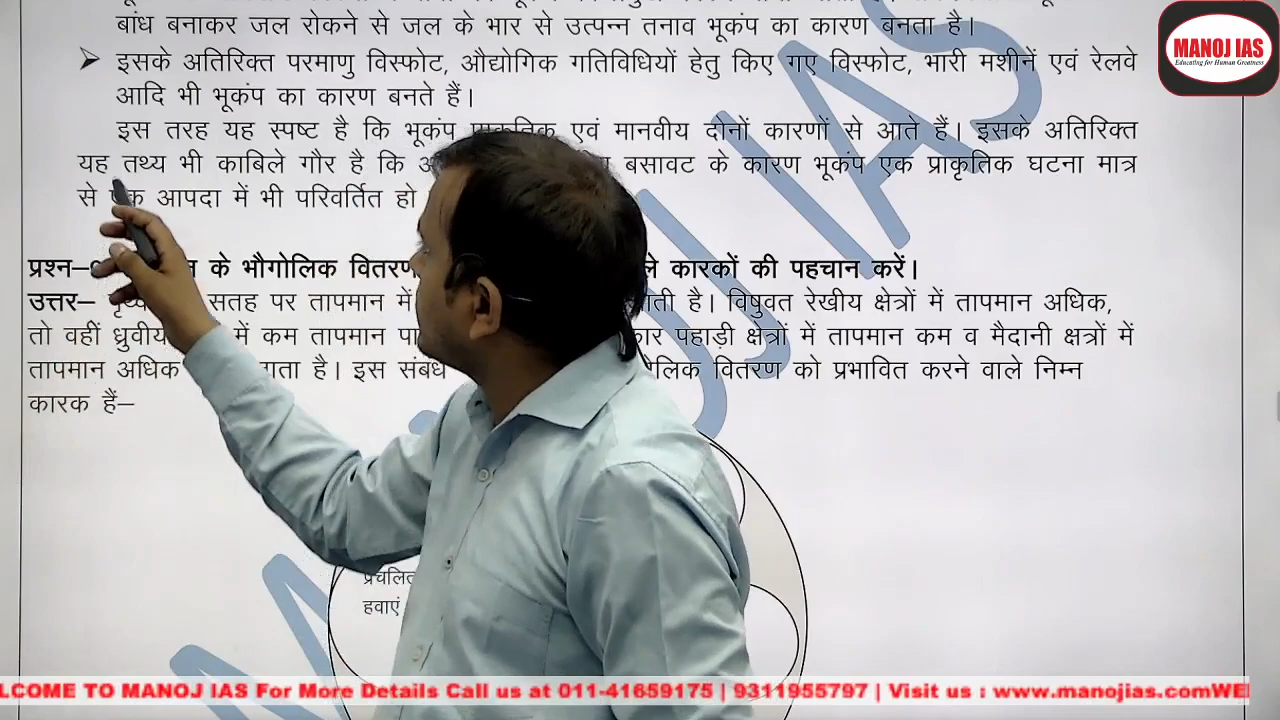 बांध बनाकर जल रोकने से जल के भार से उत्पन्न तनाव भूकंप का कारण बनता है।
MANOJ IAS
Educating for Human Greatness
इसके अतिरिक्त परमाणु विस्फोट, औद्योगिक गतिविधियों हेतु किए गए विस्फोट, भारी मशीनें एवं रेलवे
आदि भी भूकंप का कारण बनते हैं।
इस तरह यह स्पष्ट है कि भूकंप प्राकृतिक एवं मानवीय दोनों कारणों से आते हैं। इसके अतिरिक्त
यह तथ्य भी काबिले गौर है कि बसावट के कारण भूकंप एक प्राकृतिक घटना मात्र
से एक आपदा में भी परिवर्तित हो
प्रश्न– के भौगोलिक वितरण कारकों की पहचान करें।
उत्तर– सतह पर तापमान में है। विषुवत रेखीय क्षेत्रों में तापमान अधिक,
तो वहीं ध्रुवीय में कम तापमान पहाड़ी क्षेत्रों में तापमान कम व मैदानी क्षत्रों में
तापमान अधिक है। इस संबंध वितरण को प्रभावित करने वाले निम्न
कारक हैं–
प्रचलित
हवाएं
MANOJ IAS
LCOME TO MANOJ IAS For More Details Call us at 011-41659175 | 9311955797 | Visit us : www.manojias.comWE